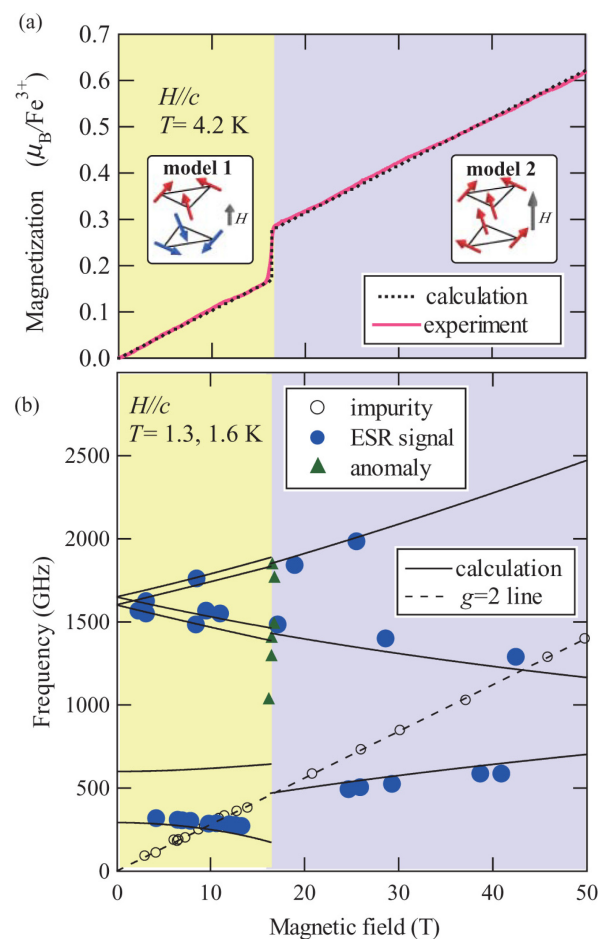 (a)
0.7
0.6
0.5
0.4
0.3
0.2
0.1
0.0
Magnetization (μB/Fe3+)
H//c
T= 4.2 K
model 1
H
model 2
H
calculation
experiment
(b)
2500
2000
1500
1000
500
0
Frequency (GHz)
H//c
T= 1.3, 1.6 K
impurity
ESR signal
anomaly
calculation
g=2 line
0 10 20 30 40 50
Magnetic field (T)